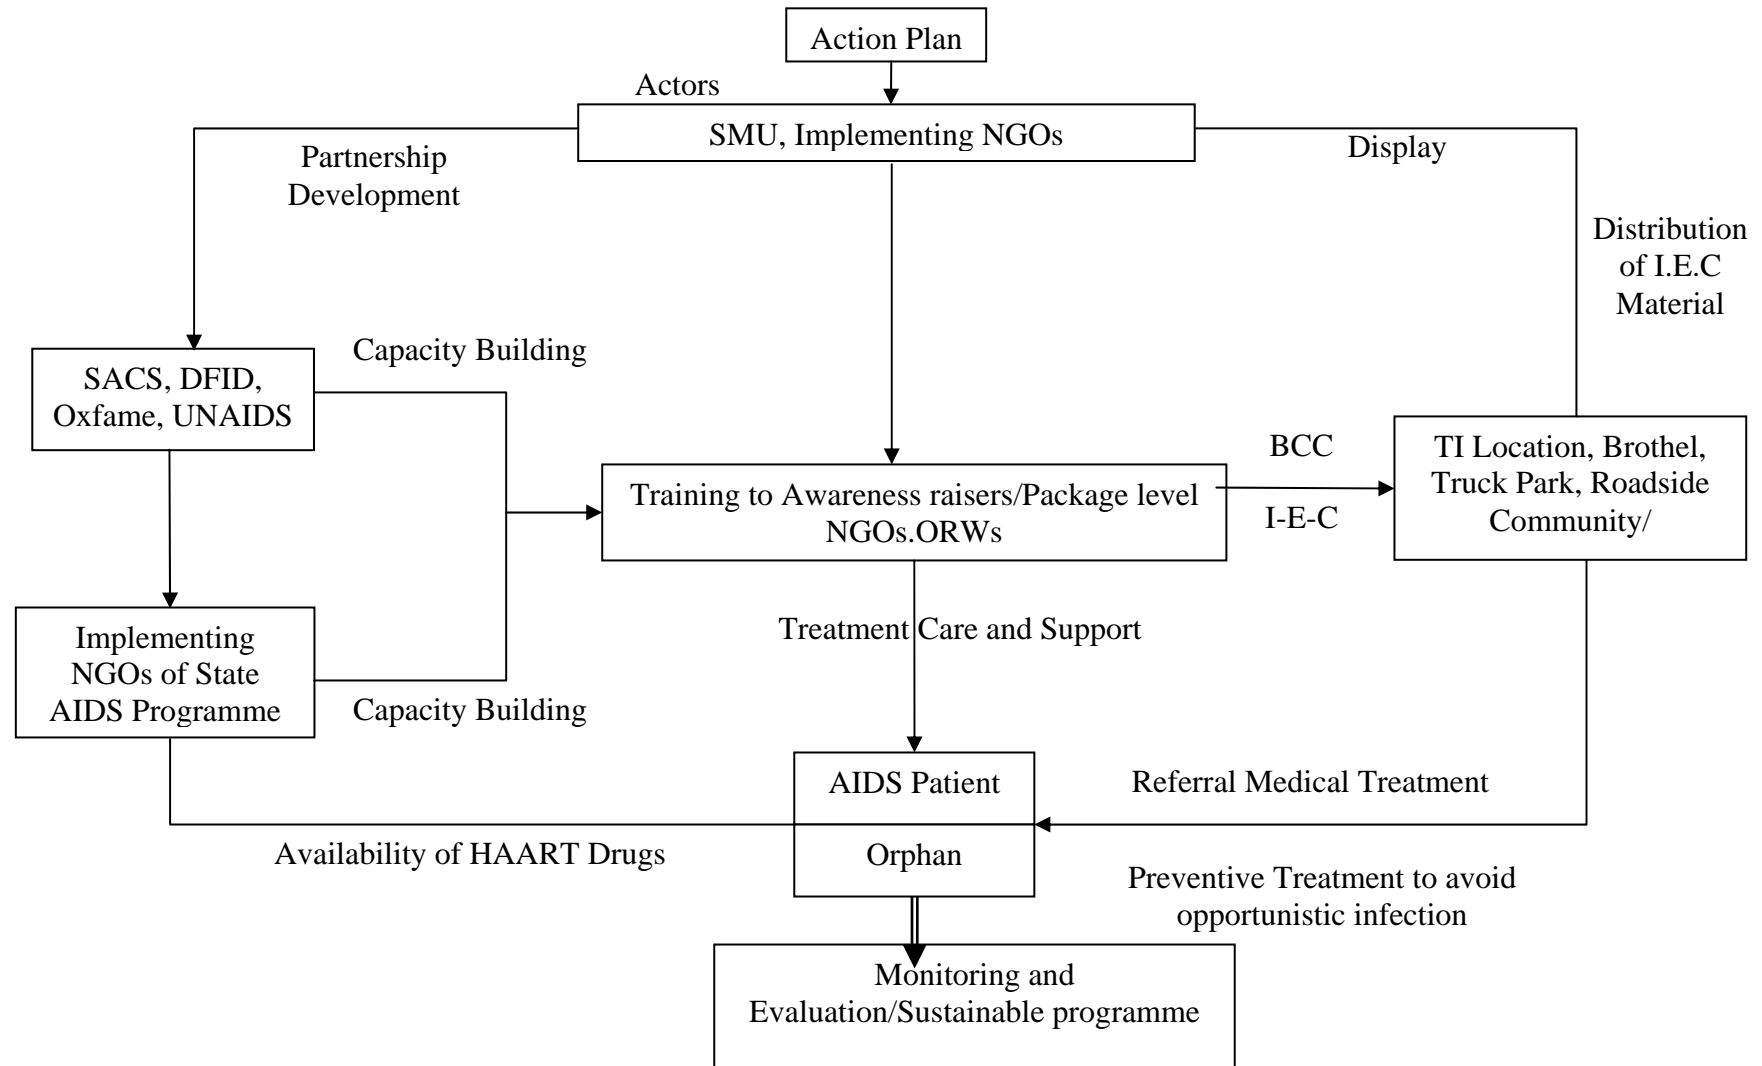 Action Plan
Actors
SMU, Implementing NGOs
Partnership
Development
Display
Distribution
of I.E.C
Material
Capacity Building
SACS, DFID,
Oxfame, UNAIDS
BCC
TI Location, Brothel,
Truck Park, Roadside
Community/
Training to Awareness raisers/Package level
NGOs.ORWs
I-E-C
Implementing
NGOs of State
AIDS Programme
Treatment Care and Support
Capacity Building
AIDS Patient
Referral Medical Treatment
Availability of HAART Drugs
Orphan
Preventive Treatment to avoid
opportunistic infection
Monitoring and
Evaluation/Sustainable programme